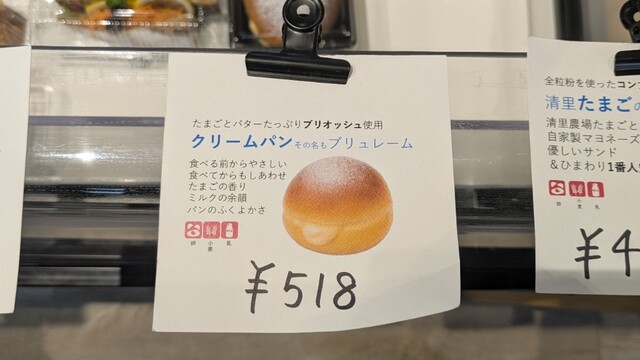 たまごとバターたっぷりブリオッシュ使用
クリームパン その名もブリュレーム
食べる前からやさしい
食べてからもしあわせ
たまごの香り
ミルクの余韻
パンのふくよかさ
卵 小麦 乳
¥518
全粒粉を使ったコン
清里たまごの
清里農場たまごと
自家製マヨネーズ
優しいサンド
&ひまわり1番人
卵 小麦 乳
¥4